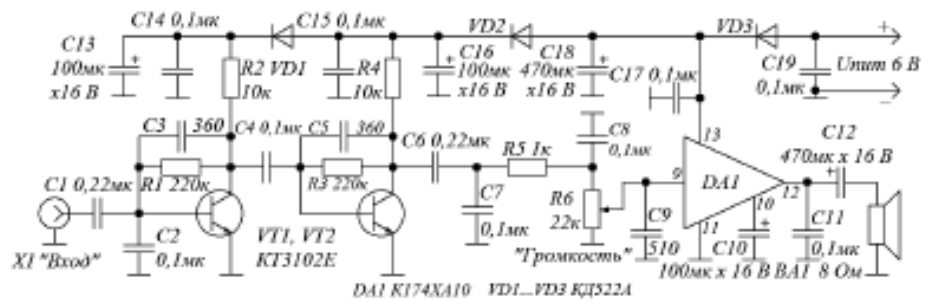 C14 0,1мк
C15 0,1мк
VD2
VD3
+
C13
100мк
х16 В
+
R2
10к
VD1
R4
10к
+
C16
100мк
х16 В
C18
470мк
х16 В
+
C17 0,1мк
C19
0,1мк
Uпит 6 В
−
C3
360
C4 0,1мк
C5
360
C6 0,22мк
R5 1к
C8
0,1мк
13
C12
470мк х 16 В
+
C1 0,22мк
R1 220к
R3 220к
C7
0,1мк
R6
22к
9
DA1
12
10
11
+
C2
0,1мк
VT1, VT2
КТ3102Е
C9
510
C10
C11
0,1мк
X1 "Вход"
"Громкость"
100мк х 16 В
BA1 8 Ом
DA1 К174ХА10
VD1...VD3 КД522А